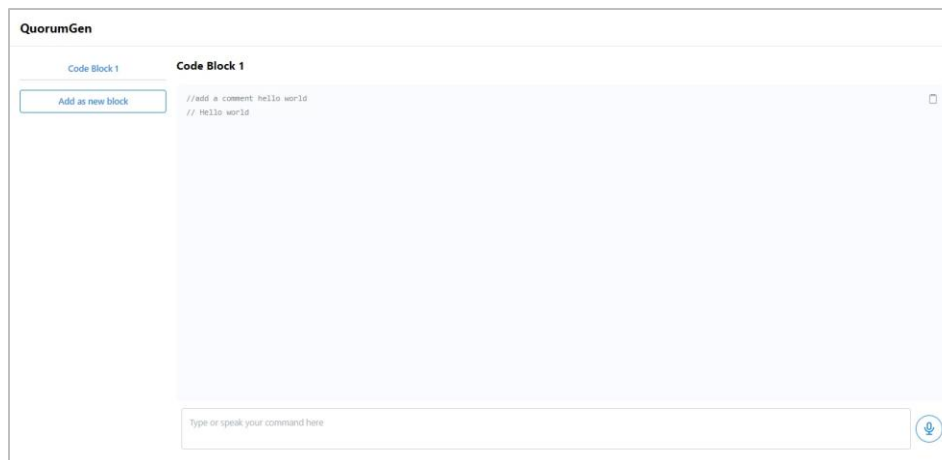 QuorumGen
Code Block 1
Add as new block
Code Block 1
//add a comment hello world
// Hello world
Type or speak your command here